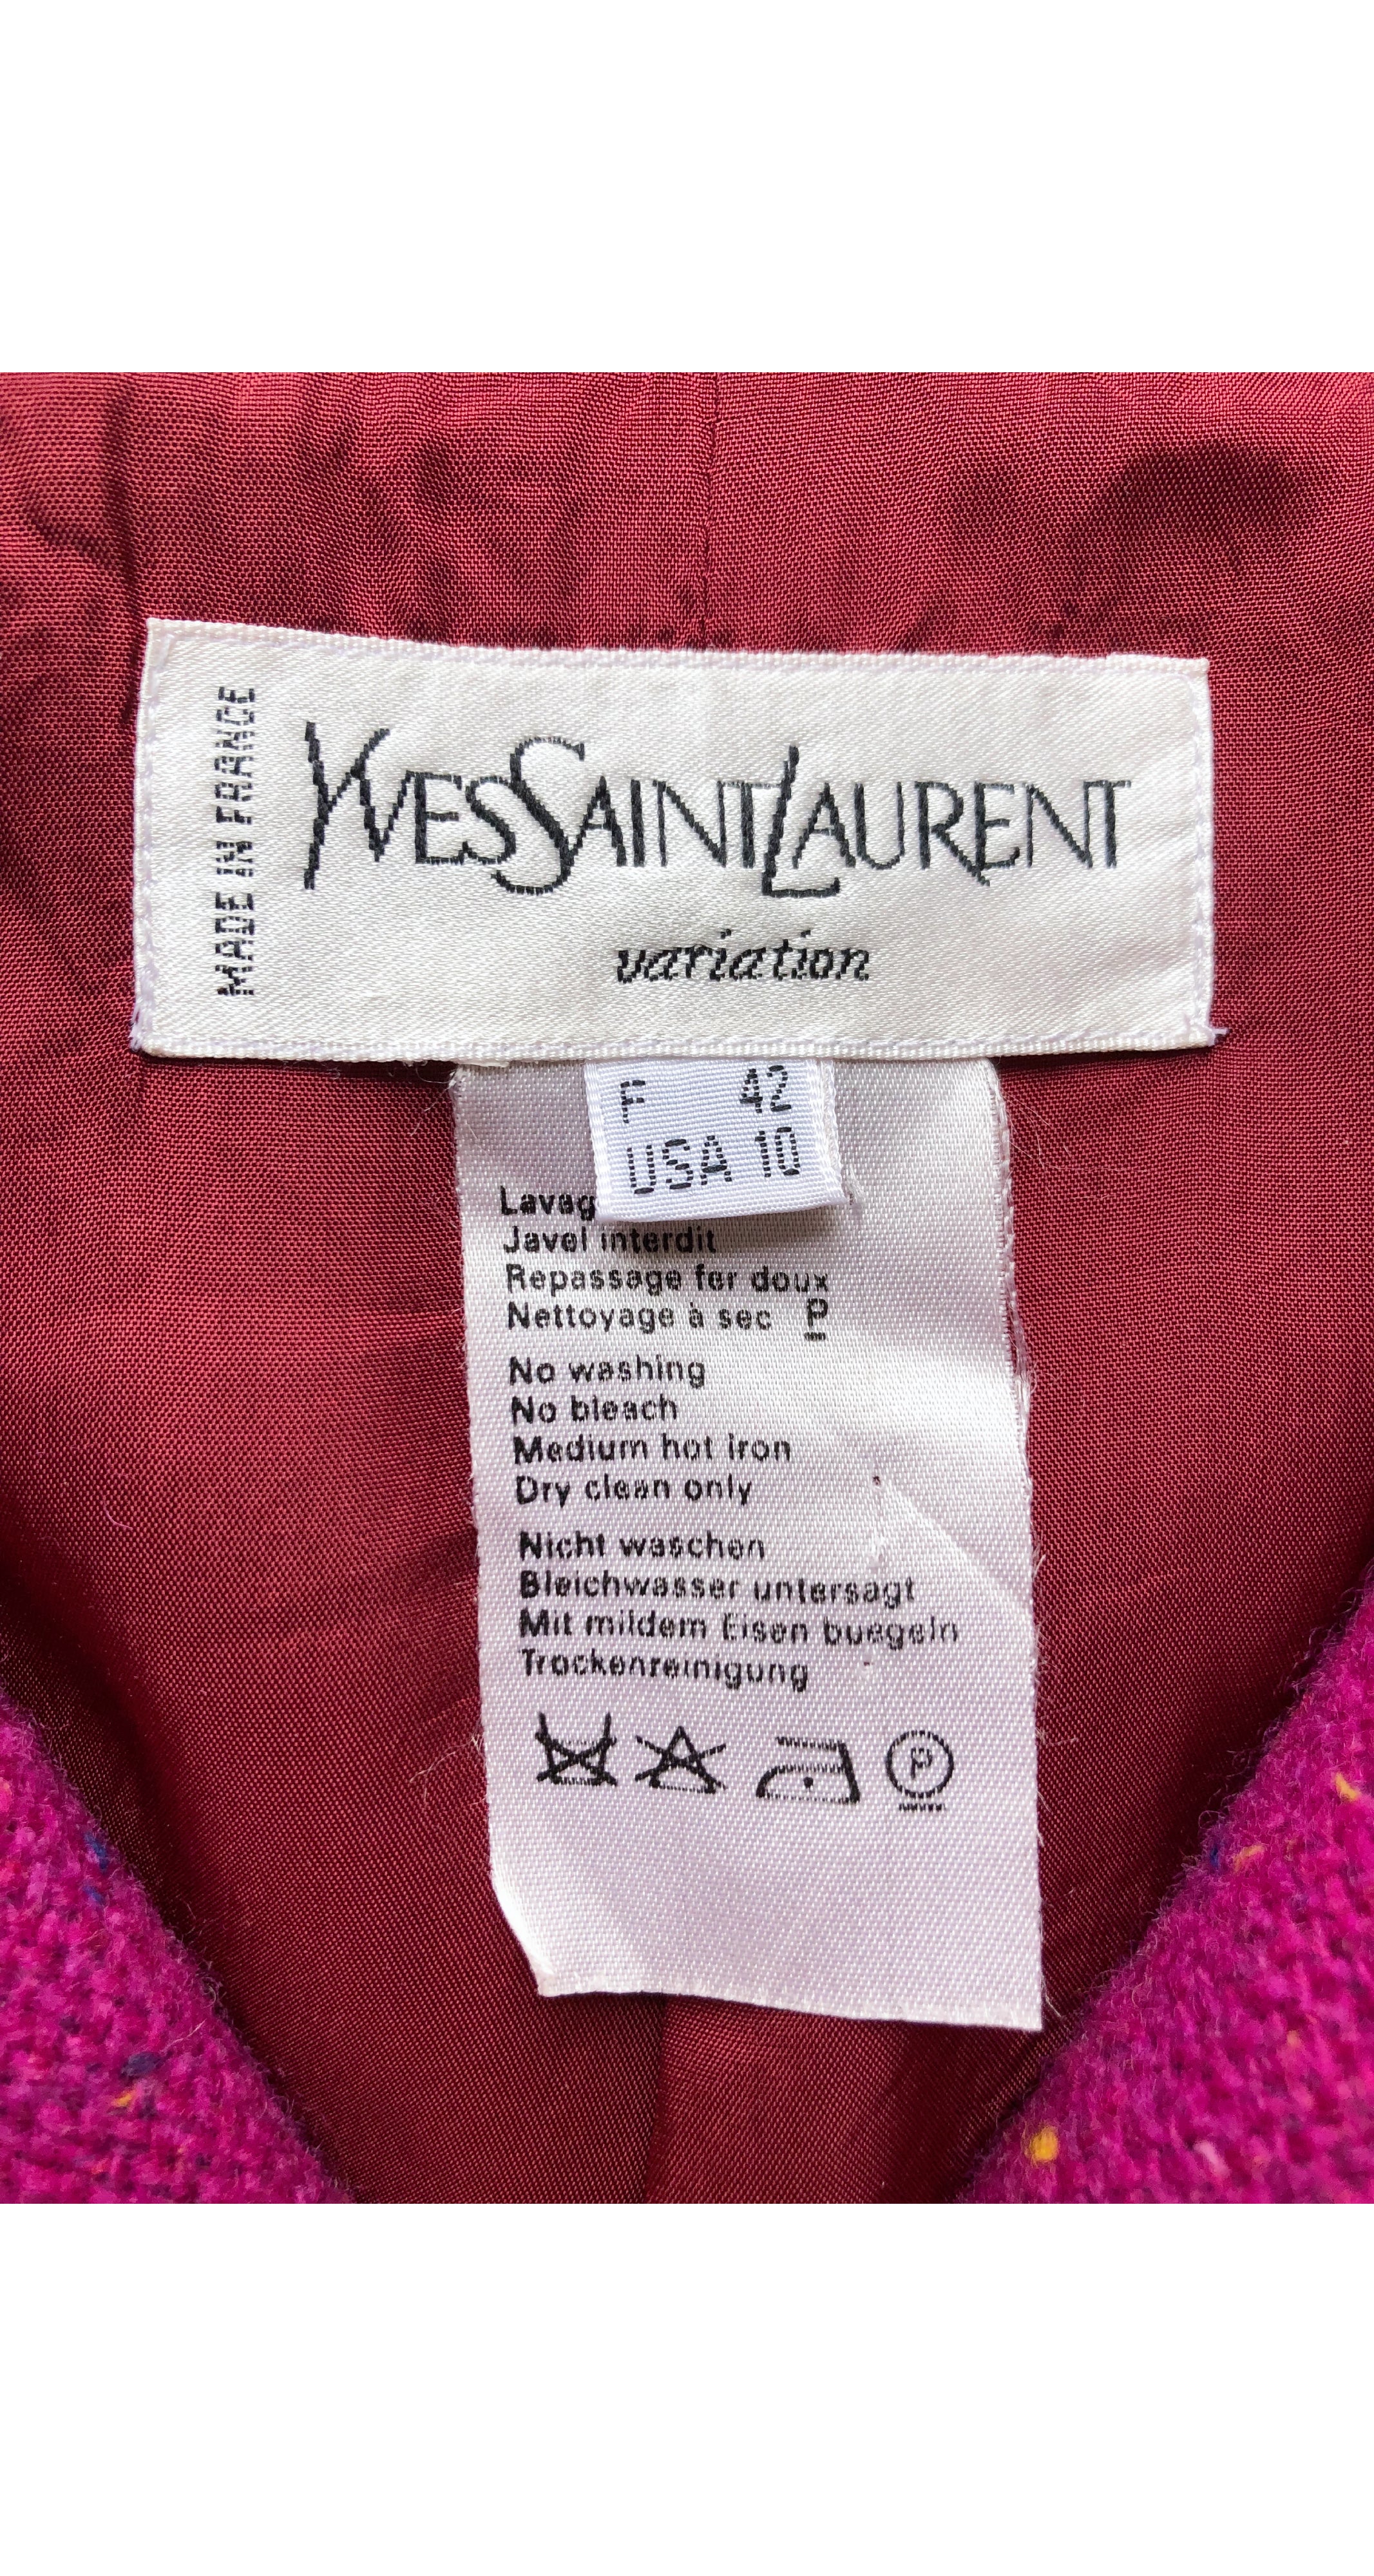 MADE IN FRANCE
YVESSAINTLAURENT
variation
F 42
USA 10
Javel interdit
Repassage fer doux
Nettoyage à sec P
No washing
No bleach
Medium hot iron
Dry clean only
Nicht waschen
Bleichwasser untersagt
Mit mildem Eisen buegeln
Trockenreinigung
P